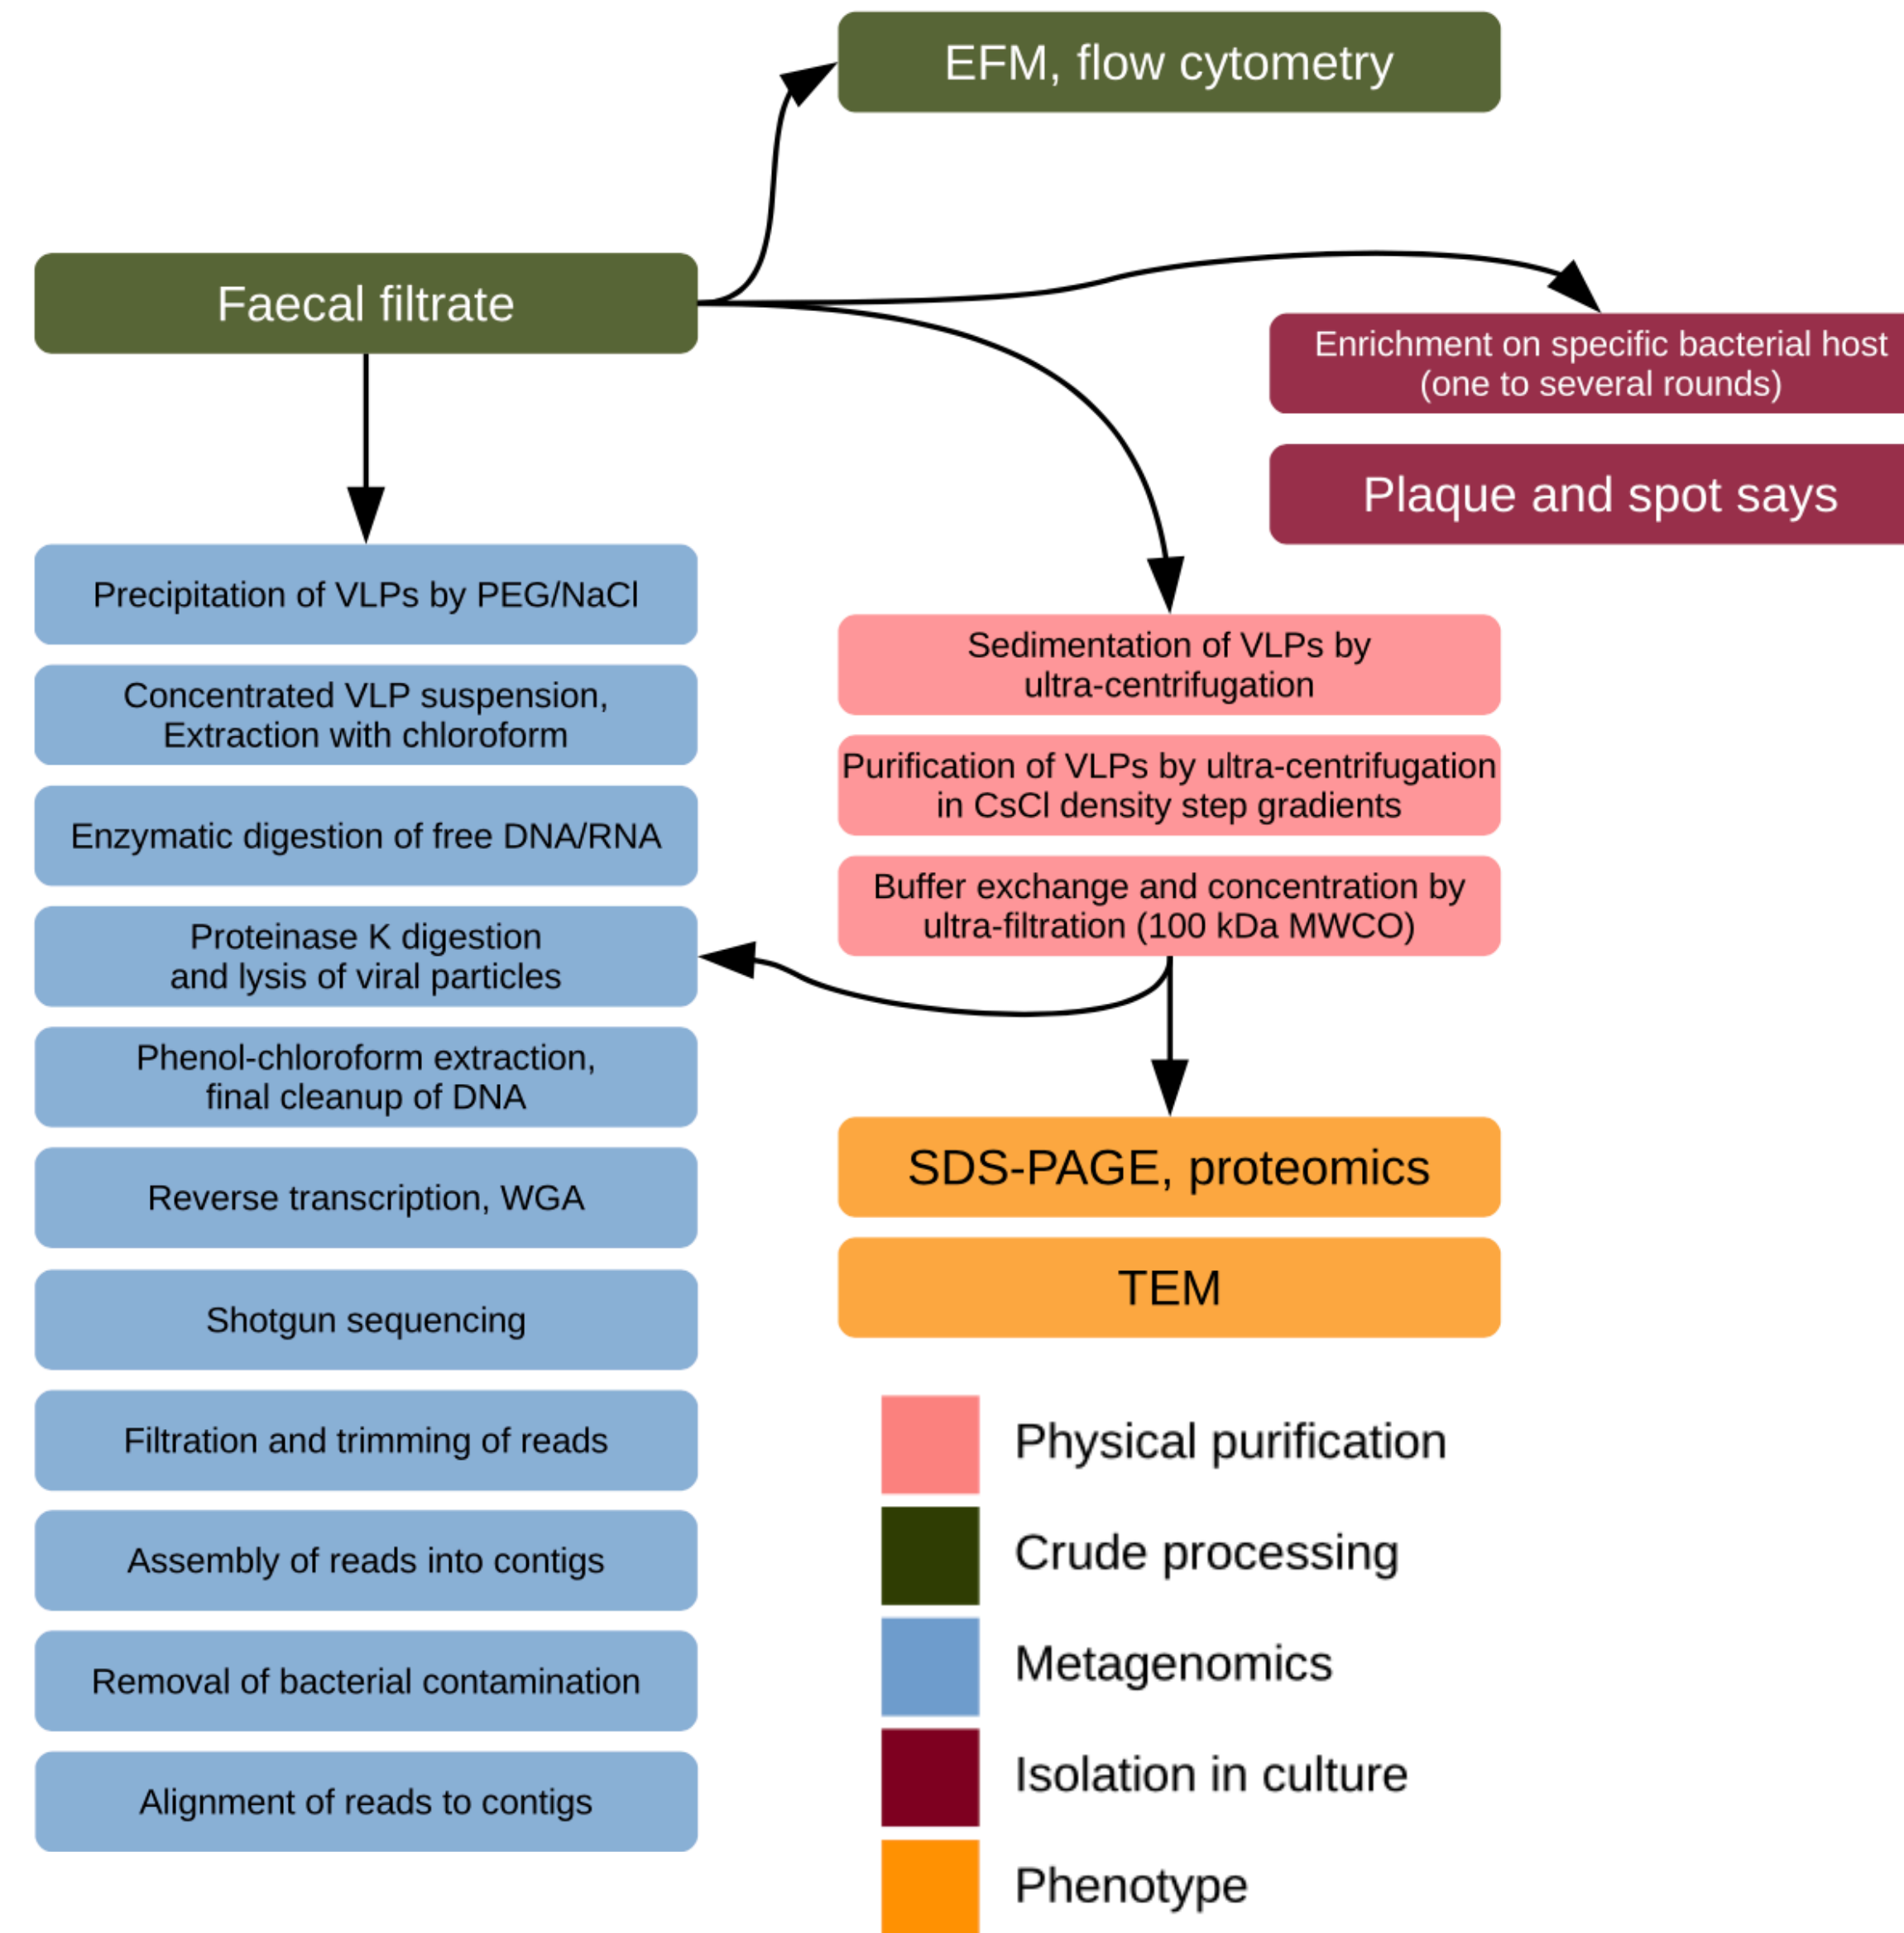 EFM, flow cytometry
Faecal filtrate
Enrichment on specific bacterial host
(one to several rounds)
Plaque and spot says
Precipitation of VLPs by PEG/NaCl
Concentrated VLP suspension,
Extraction with chloroform
Enzymatic digestion of free DNA/RNA
Proteinase K digestion
and lysis of viral particles
Phenol-chloroform extraction,
final cleanup of DNA
Reverse transcription, WGA
Shotgun sequencing
Filtration and trimming of reads
Assembly of reads into contigs
Removal of bacterial contamination
Alignment of reads to contigs
Sedimentation of VLPs by
ultra-centrifugation
Purification of VLPs by ultra-centrifugation
in CsCl density step gradients
Buffer exchange and concentration by
ultra-filtration (100 kDa MWCO)
SDS-PAGE, proteomics
TEM
Physical purification
Crude processing
Metagenomics
Isolation in culture
Phenotype